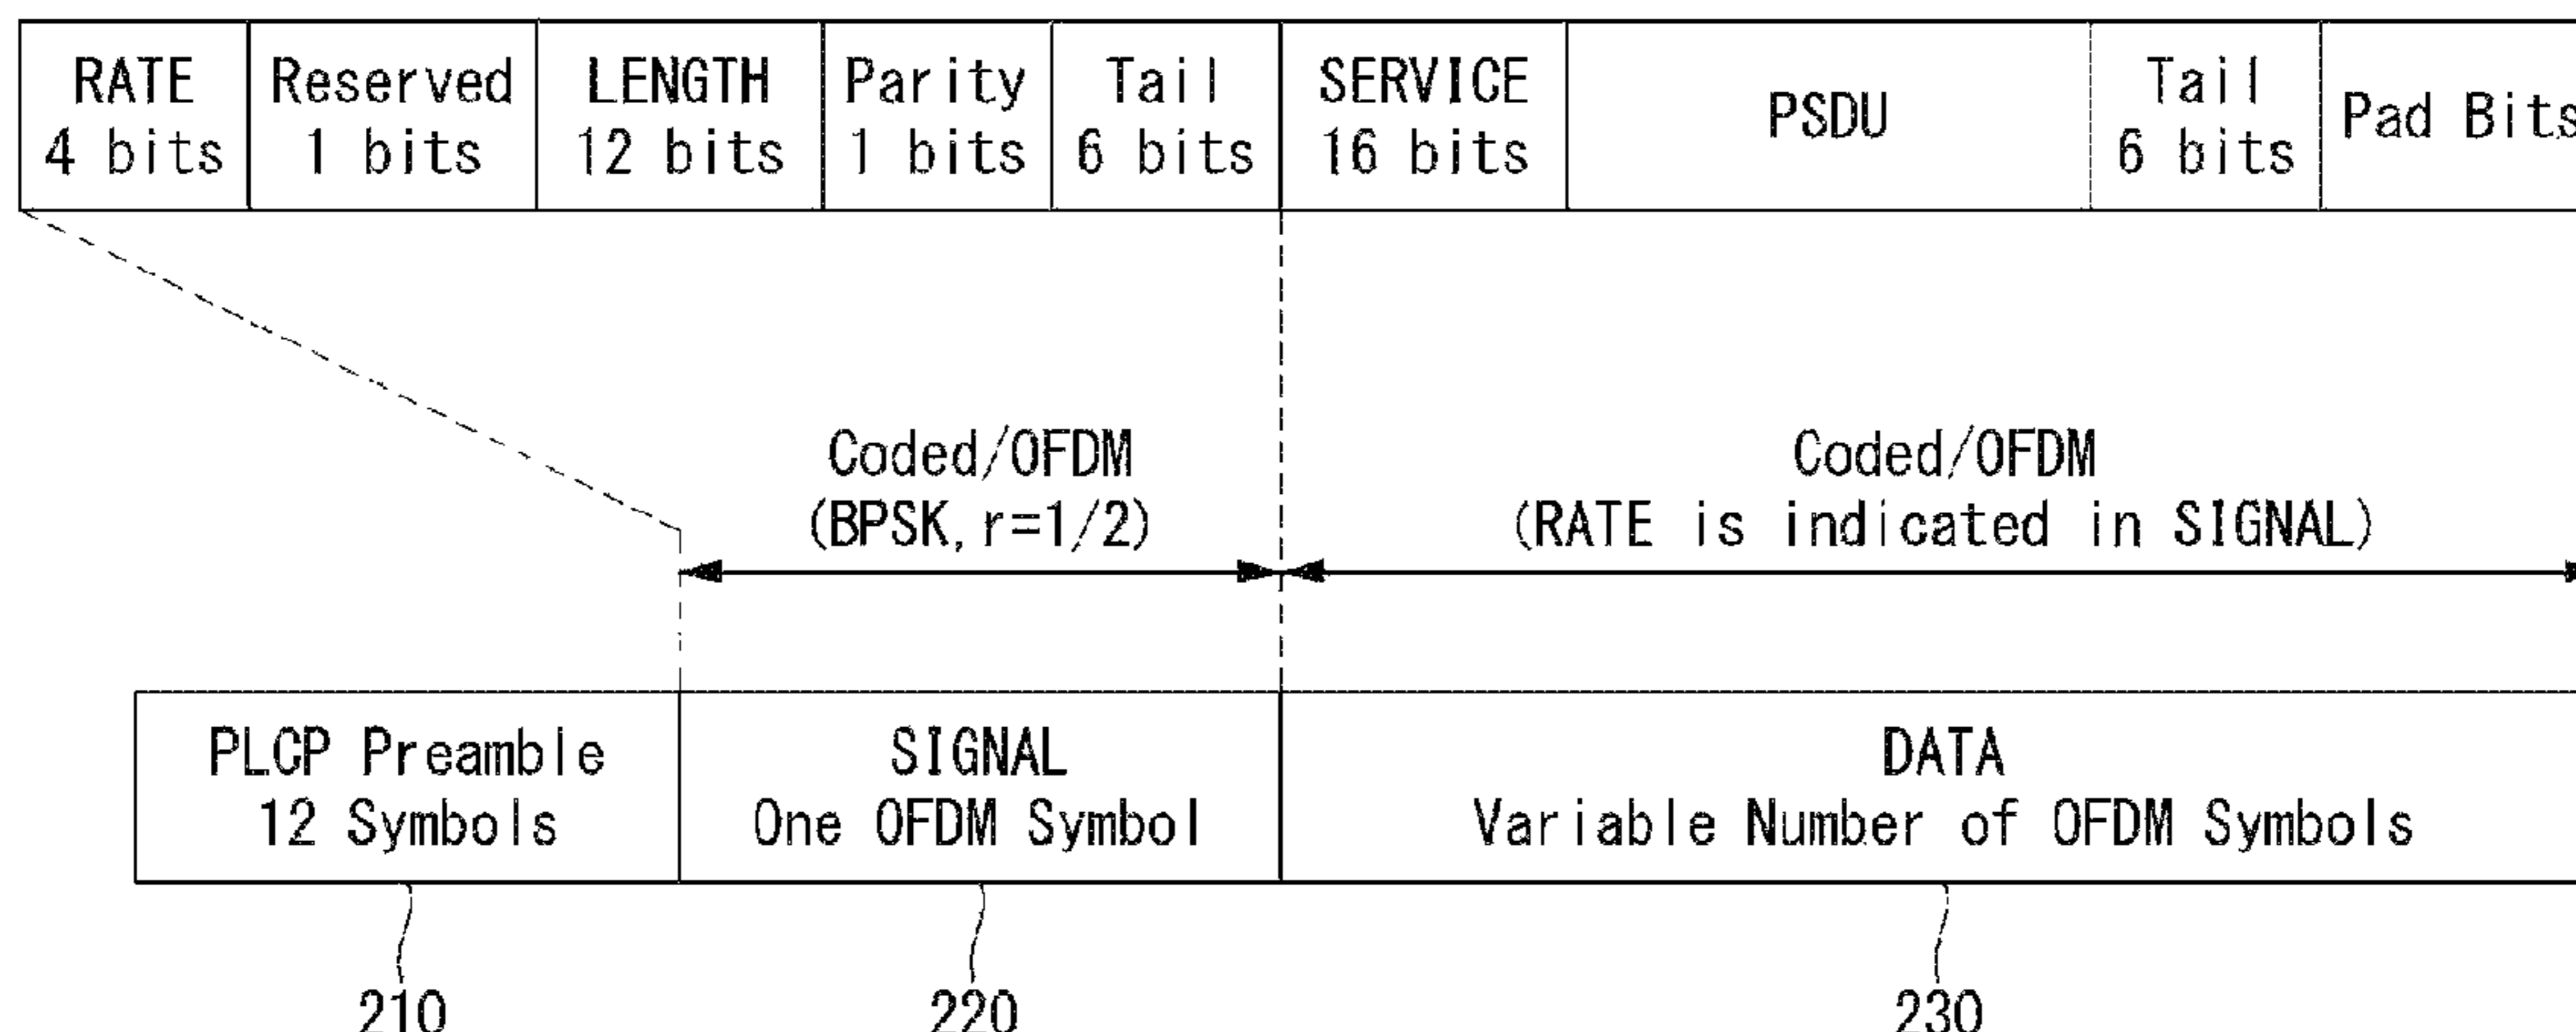 RATE
4 bits
Reserved
1 bits
LENGTH
12 bits
Parity
1 bits
Tail
6 bits
SERVICE
16 bits
PSDU
Tail
6 bits
Pad Bits
Coded/OFDM
(BPSK, r=1/2)
Coded/OFDM
(RATE is indicated in SIGNAL)
PLCP Preamble
12 Symbols
SIGNAL
One OFDM Symbol
DATA
Variable Number of OFDM Symbols
210
220
230